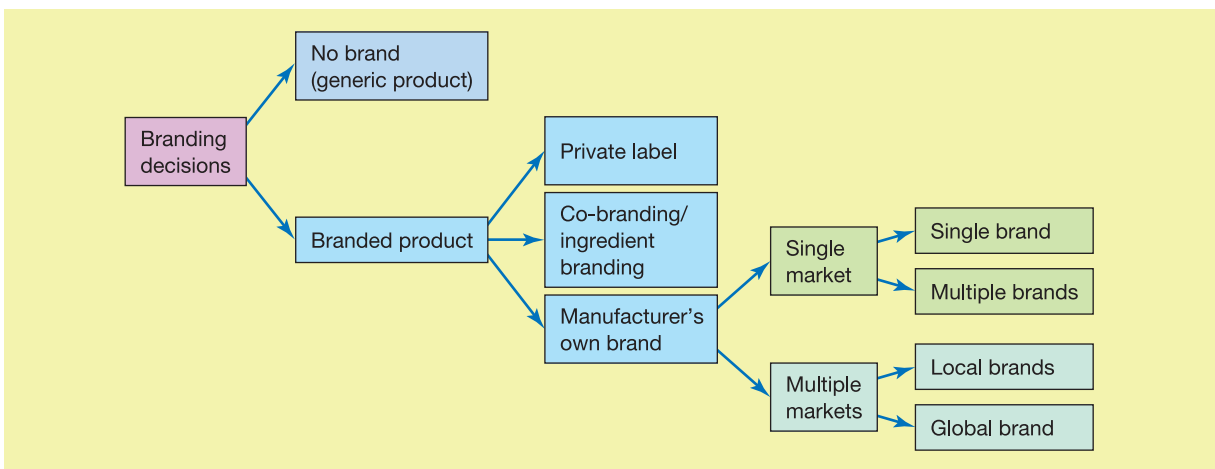 No brand
(generic product)
Branding
decisions
Private label
Branded product
Co-branding/
ingredient
branding
Manufacturer’s
own brand
Single
market
Single brand
Multiple brands
Multiple
markets
Local brands
Global brand